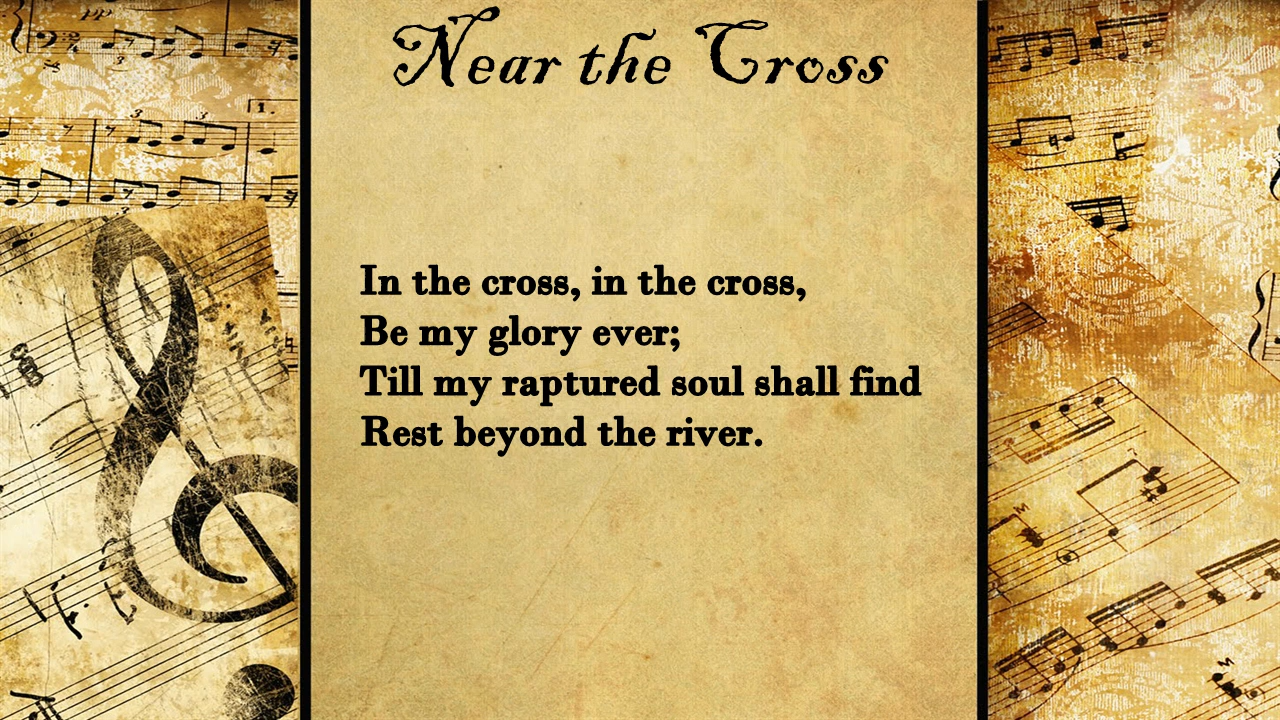 Near the Cross
In the cross, in the cross,
Be my glory ever;
Till my raptured soul shall find
Rest beyond the river.